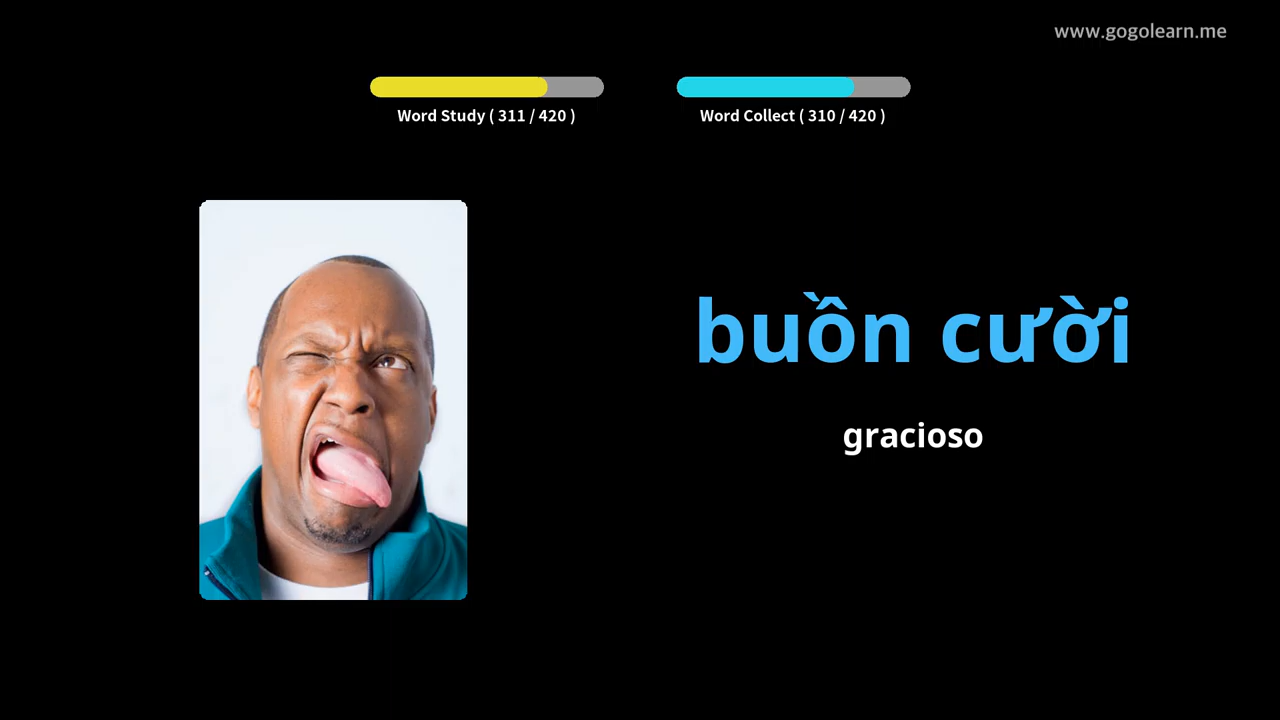 www.gogolearn.me
Word Study ( 311 / 420 )
Word Collect ( 310 / 420 )
buồn cười
gracioso